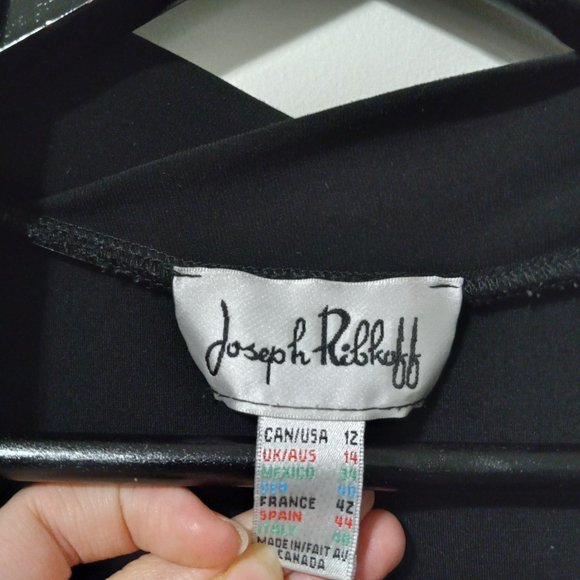 Joseph Ribkoff
CAN/USA 12
UK/AUS 14
MEXICO 34
FRANCE 42
SPAIN 44
ITALY
MADE IN/FAIT AU
CANADA